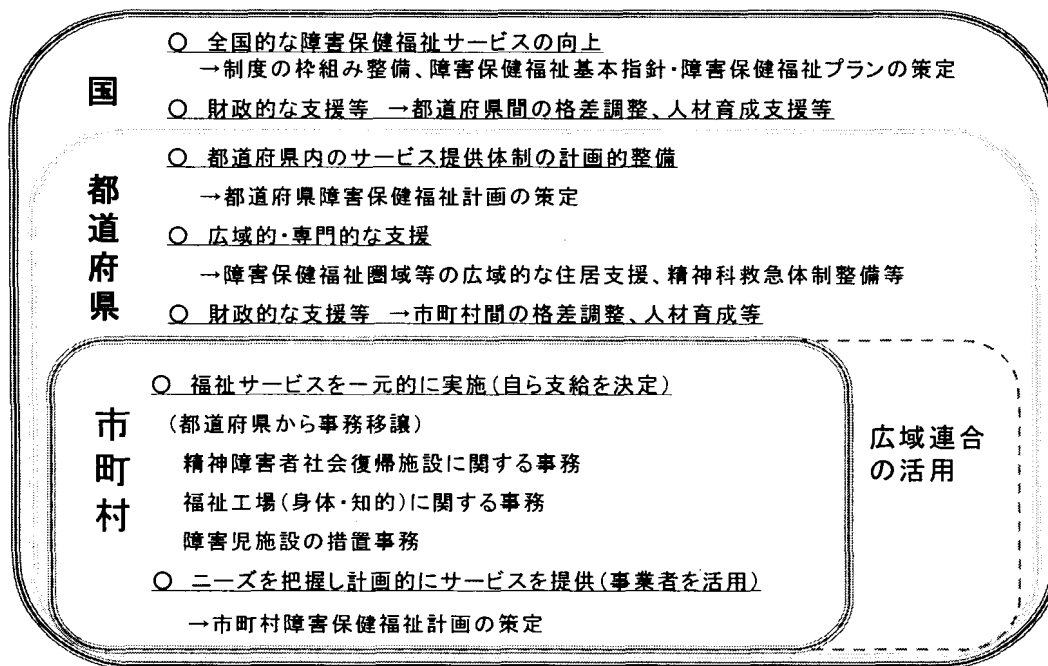 国
○ 全国的な障害保健福祉サービスの向上
→制度の枠組み整備、障害保健福祉基本指針・障害保健福祉プランの策定
○ 財政的な支援等 →都道府県間の格差調整、人材育成支援等
都道府県
○ 都道府県内のサービス提供体制の計画的整備
→都道府県障害保健福祉計画の策定
○ 広域的・専門的な支援
→障害保健福祉圏域等の広域的な住居支援、精神科救急体制整備等
○ 財政的な支援等 →市町村間の格差調整、人材育成等
市町村
○ 福祉サービスを一元的に実施(自ら支給を決定)
(都道府県から事務移譲)
精神障害者社会復帰施設に関する事務
福祉工場(身体・知的)に関する事務
障害児施設の措置事務
○ ニーズを把握し計画的にサービスを提供(事業者を活用)
→市町村障害保健福祉計画の策定
広域連合
の活用